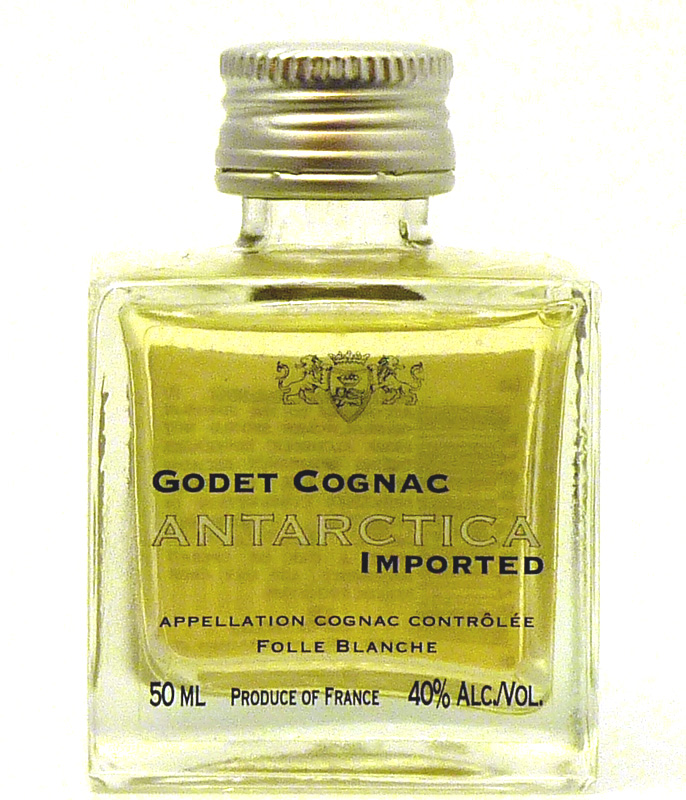 GODET COGNAC
ANTARCTICA
IMPORTED
APPELLATION COGNAC CONTRÔLÉE
FOLLE BLANCHE
50 ML PRODUCE OF FRANCE 40% ALC./VOL.